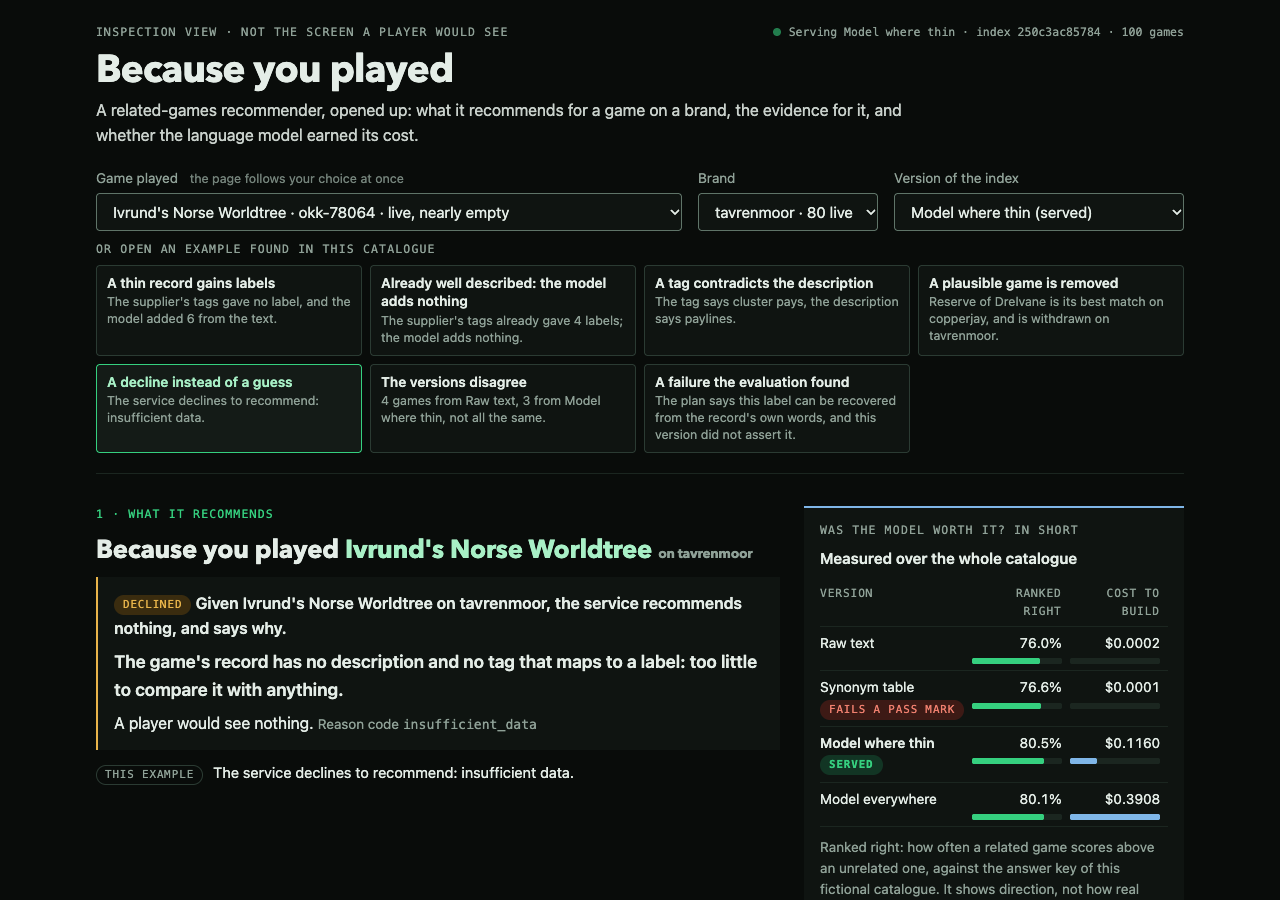 INSPECTION VIEW · NOT THE SCREEN A PLAYER WOULD SEE
Serving Model where thin · index 250c3ac85784 · 100 games
Because you played
A related-games recommender, opened up: what it recommends for a game on a brand, the evidence for it, and
whether the language model earned its cost.
Game played the page follows your choice at once
Brand
Version of the index
Ivrund's Norse Worldtree · okk-78064 · live, nearly empty
tavrenmoor · 80 live
Model where thin (served)
OR OPEN AN EXAMPLE FOUND IN THIS CATALOGUE
A thin record gains labels
The supplier's tags gave no label, and the
model added 6 from the text.
Already well described: the model
adds nothing
The supplier's tags already gave 4 labels;
the model adds nothing.
A tag contradicts the description
The tag says cluster pays, the description
says paylines.
A plausible game is removed
Reserve of Drelvane is its best match on
copperjay, and is withdrawn on
tavrenmoor.
A decline instead of a guess
The service declines to recommend:
insufficient data.
The versions disagree
4 games from Raw text, 3 from Model
where thin, not all the same.
A failure the evaluation found
The plan says this label can be recovered
from the record's own words, and this
version did not assert it.
1 · WHAT IT RECOMMENDS
Because you played Ivrund's Norse Worldtree on tavrenmoor
DECLINED Given Ivrund's Norse Worldtree on tavrenmoor, the service recommends
nothing, and says why.
The game's record has no description and no tag that maps to a label: too little
to compare it with anything.
A player would see nothing. Reason code insufficient_data
THIS EXAMPLE The service declines to recommend: insufficient data.
WAS THE MODEL WORTH IT? IN SHORT
Measured over the whole catalogue
VERSION RANKED COST TO
RIGHT BUILD
Raw text 76.0% $0.0002
Synonym table 76.6% $0.0001
FAILS A PASS MARK
Model where thin 80.5% $0.1160
SERVED
Model everywhere 80.1% $0.3908
Ranked right: how often a related game scores above
an unrelated one, against the answer key of this
fictional catalogue. It shows direction, not how real